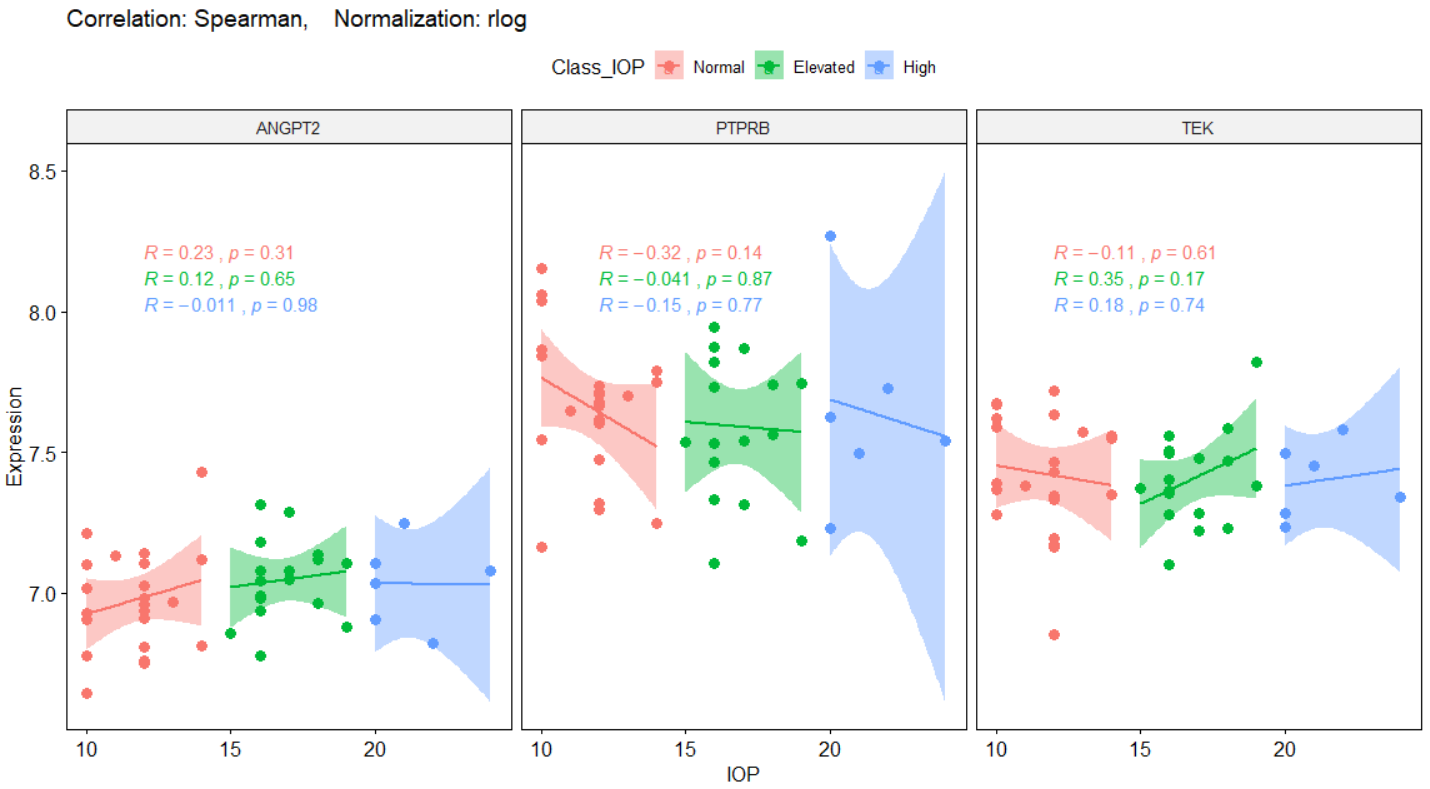 Correlation: Spearman, Normalization: rlog
Class_IOP Normal Elevated High
ANGPT2 PTPRB TEK
8.5
8.0
7.5
7.0
Expression
R = 0.23 , p = 0.31
R = 0.12 , p = 0.65
R = −0.011 , p = 0.98
R = −0.32 , p = 0.14
R = −0.041 , p = 0.87
R = −0.15 , p = 0.77
R = −0.11 , p = 0.61
R = 0.35 , p = 0.17
R = 0.18 , p = 0.74
10 15 20 10 15 20 10 15 20
IOP